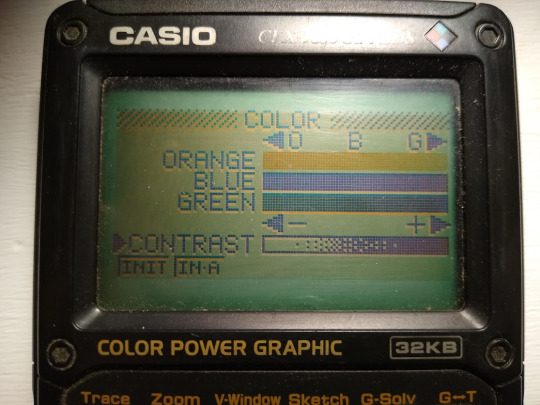 CASIO
COLOR
◀O B G▶
ORANGE
BLUE
GREEN
◀- +▶
▶CONTRAST
INIT IN·A
COLOR POWER GRAPHIC 32KB
Trace Zoom V-Window Sketch G-Solv G↔T